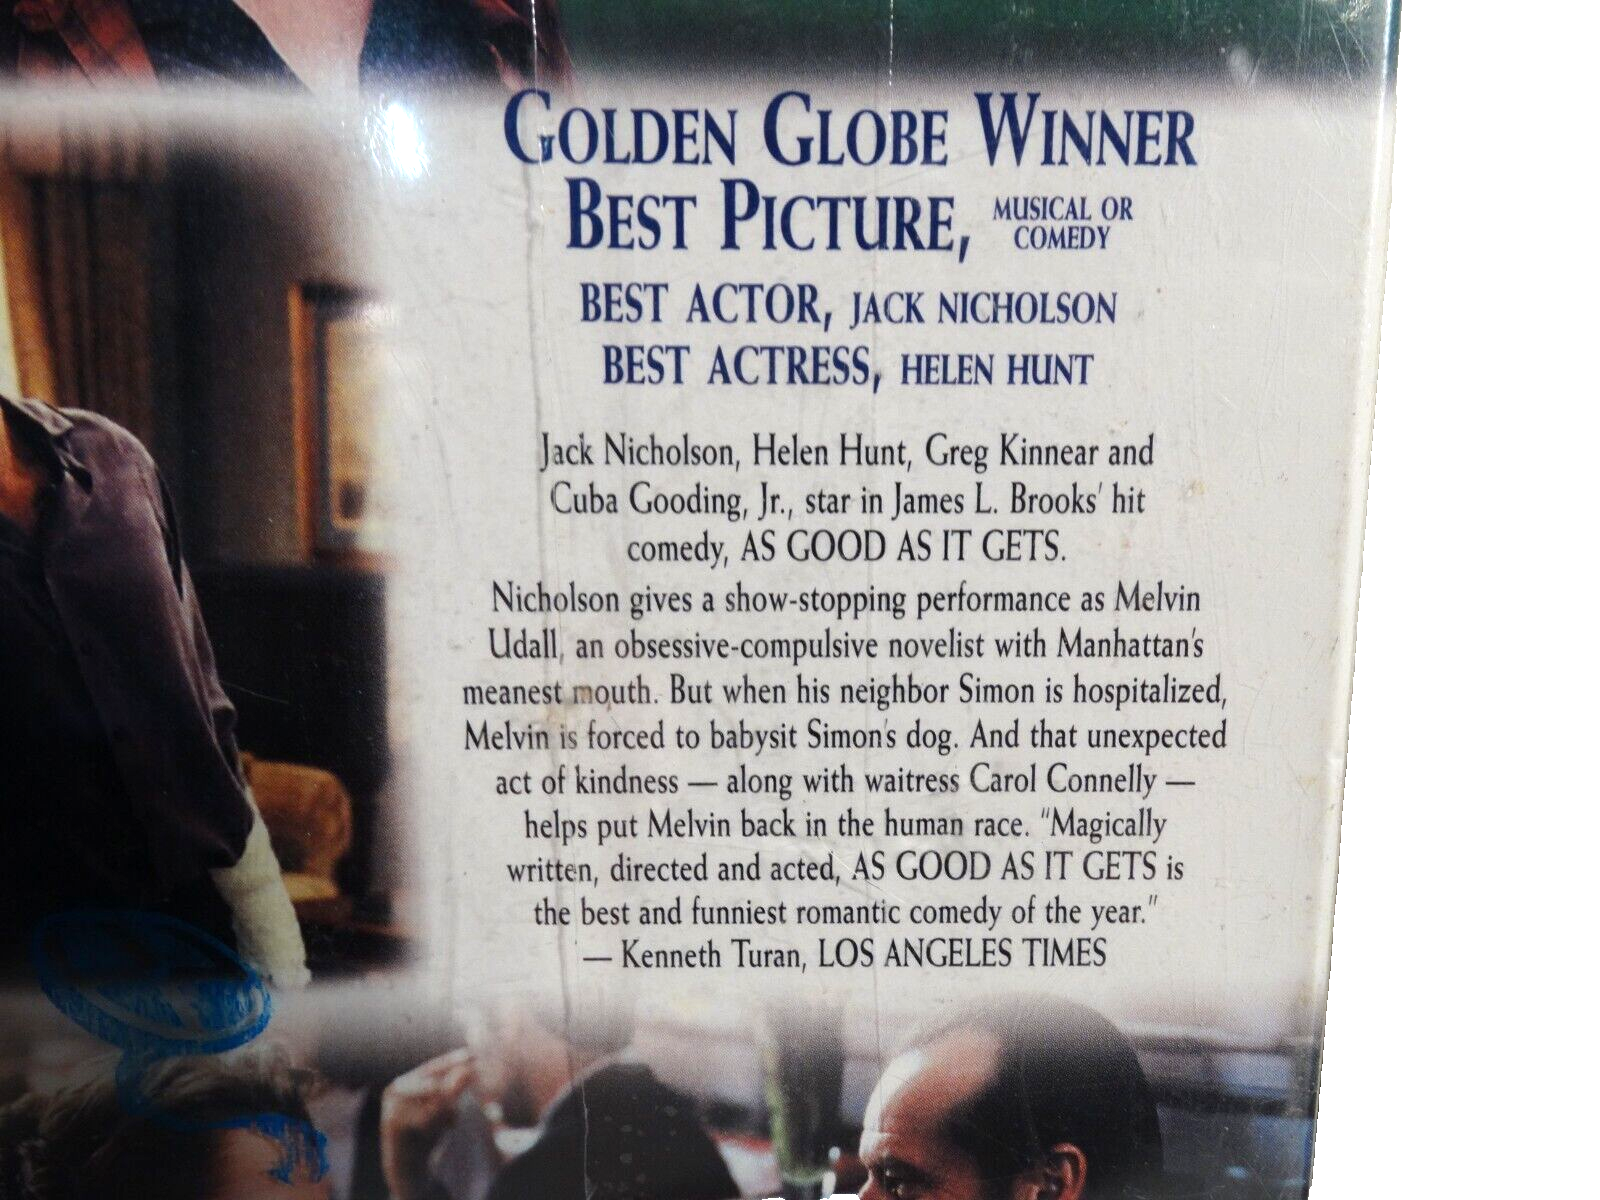 GOLDEN GLOBE WINNER
BEST PICTURE, MUSICAL OR
COMEDY
BEST ACTOR, JACK NICHOLSON
BEST ACTRESS, HELEN HUNT
Jack Nicholson, Helen Hunt, Greg Kinnear and
Cuba Gooding, Jr., star in James L. Brooks' hit
comedy, AS GOOD AS IT GETS.
Nicholson gives a show-stopping performance as Melvin
Udall, an obsessive-compulsive novelist with Manhattan's
meanest mouth. But when his neighbor Simon is hospitalized,
Melvin is forced to babysit Simon's dog. And that unexpected
act of kindness — along with waitress Carol Connelly —
helps put Melvin back in the human race. "Magically
written, directed and acted, AS GOOD AS IT GETS is
the best and funniest romantic comedy of the year."
— Kenneth Turan, LOS ANGELES TIMES